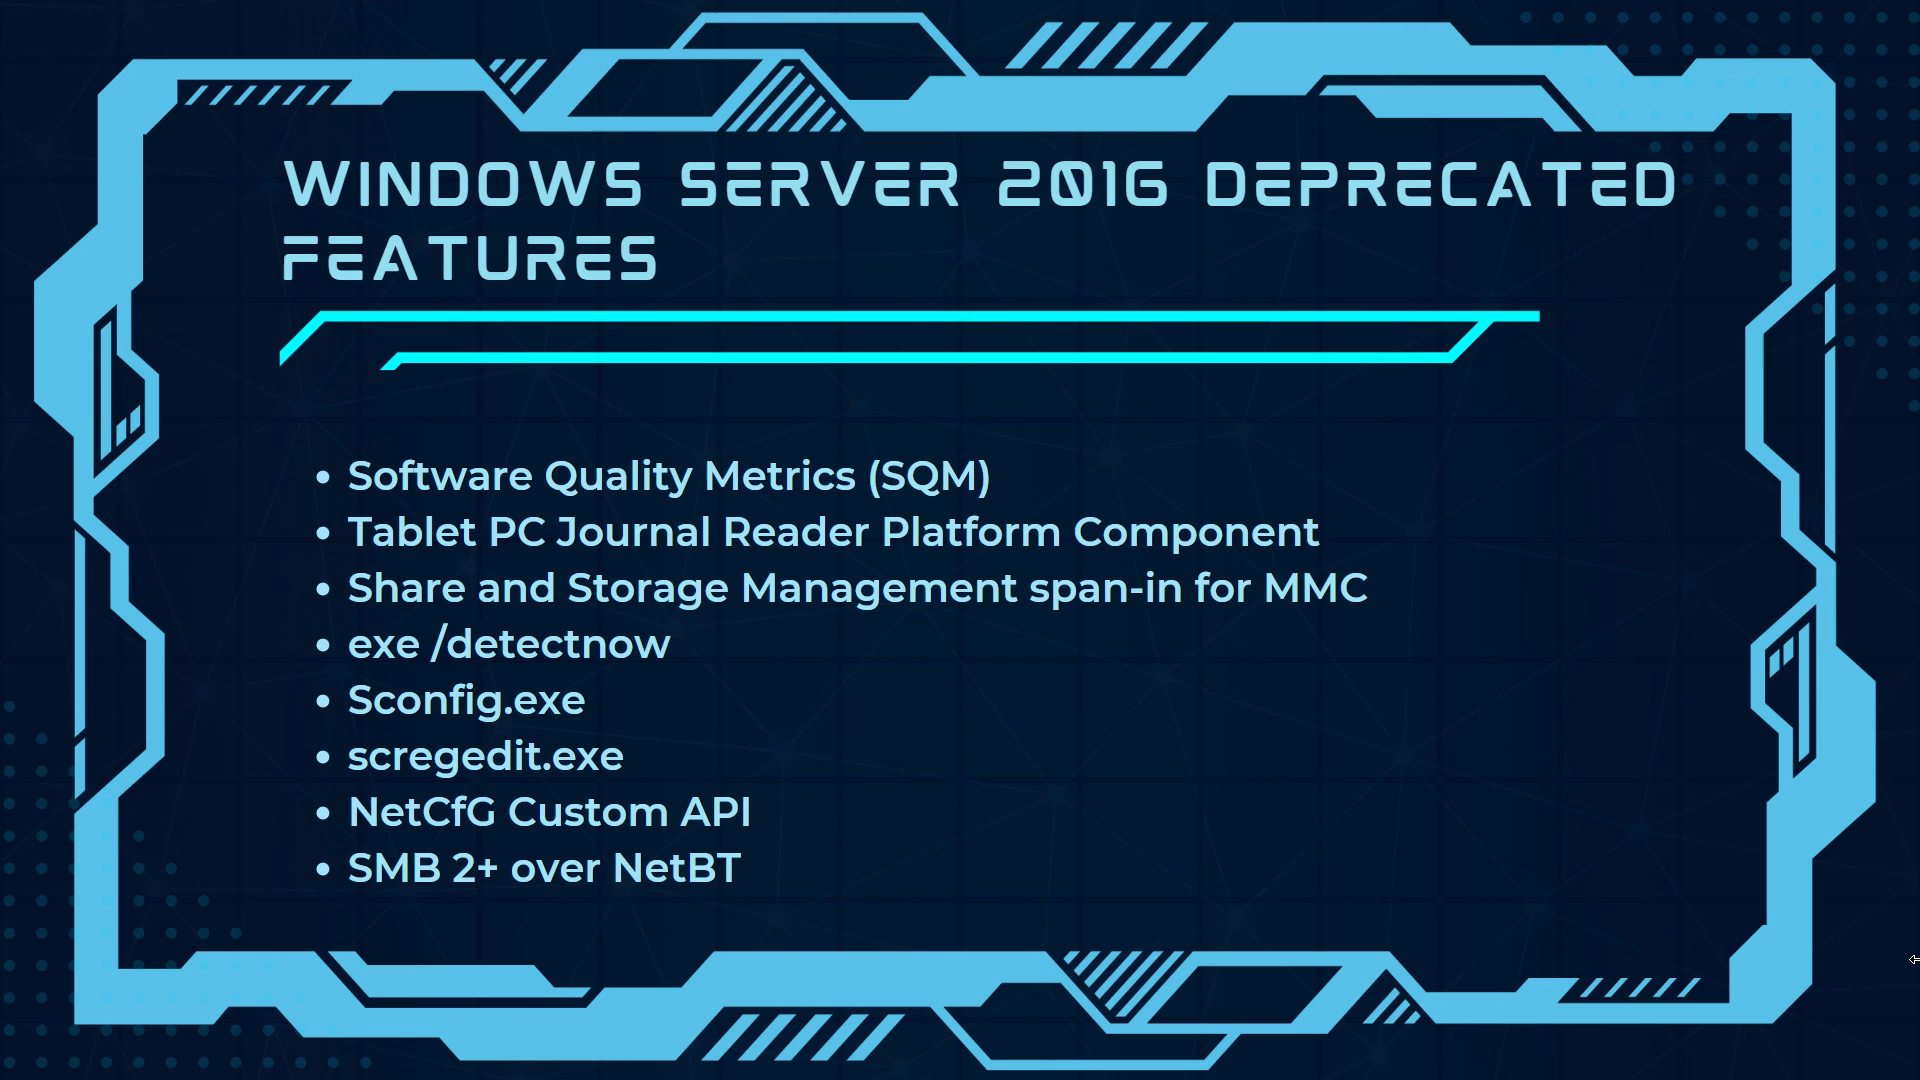 WINDOWS SERVER 2016 DEPRECATED
FEATURES
• Software Quality Metrics (SQM)
• Tablet PC Journal Reader Platform Component
• Share and Storage Management span-in for MMC
• exe /detectnow
• Sconfig.exe
• scregedit.exe
• NetCfG Custom API
• SMB 2+ over NetBT